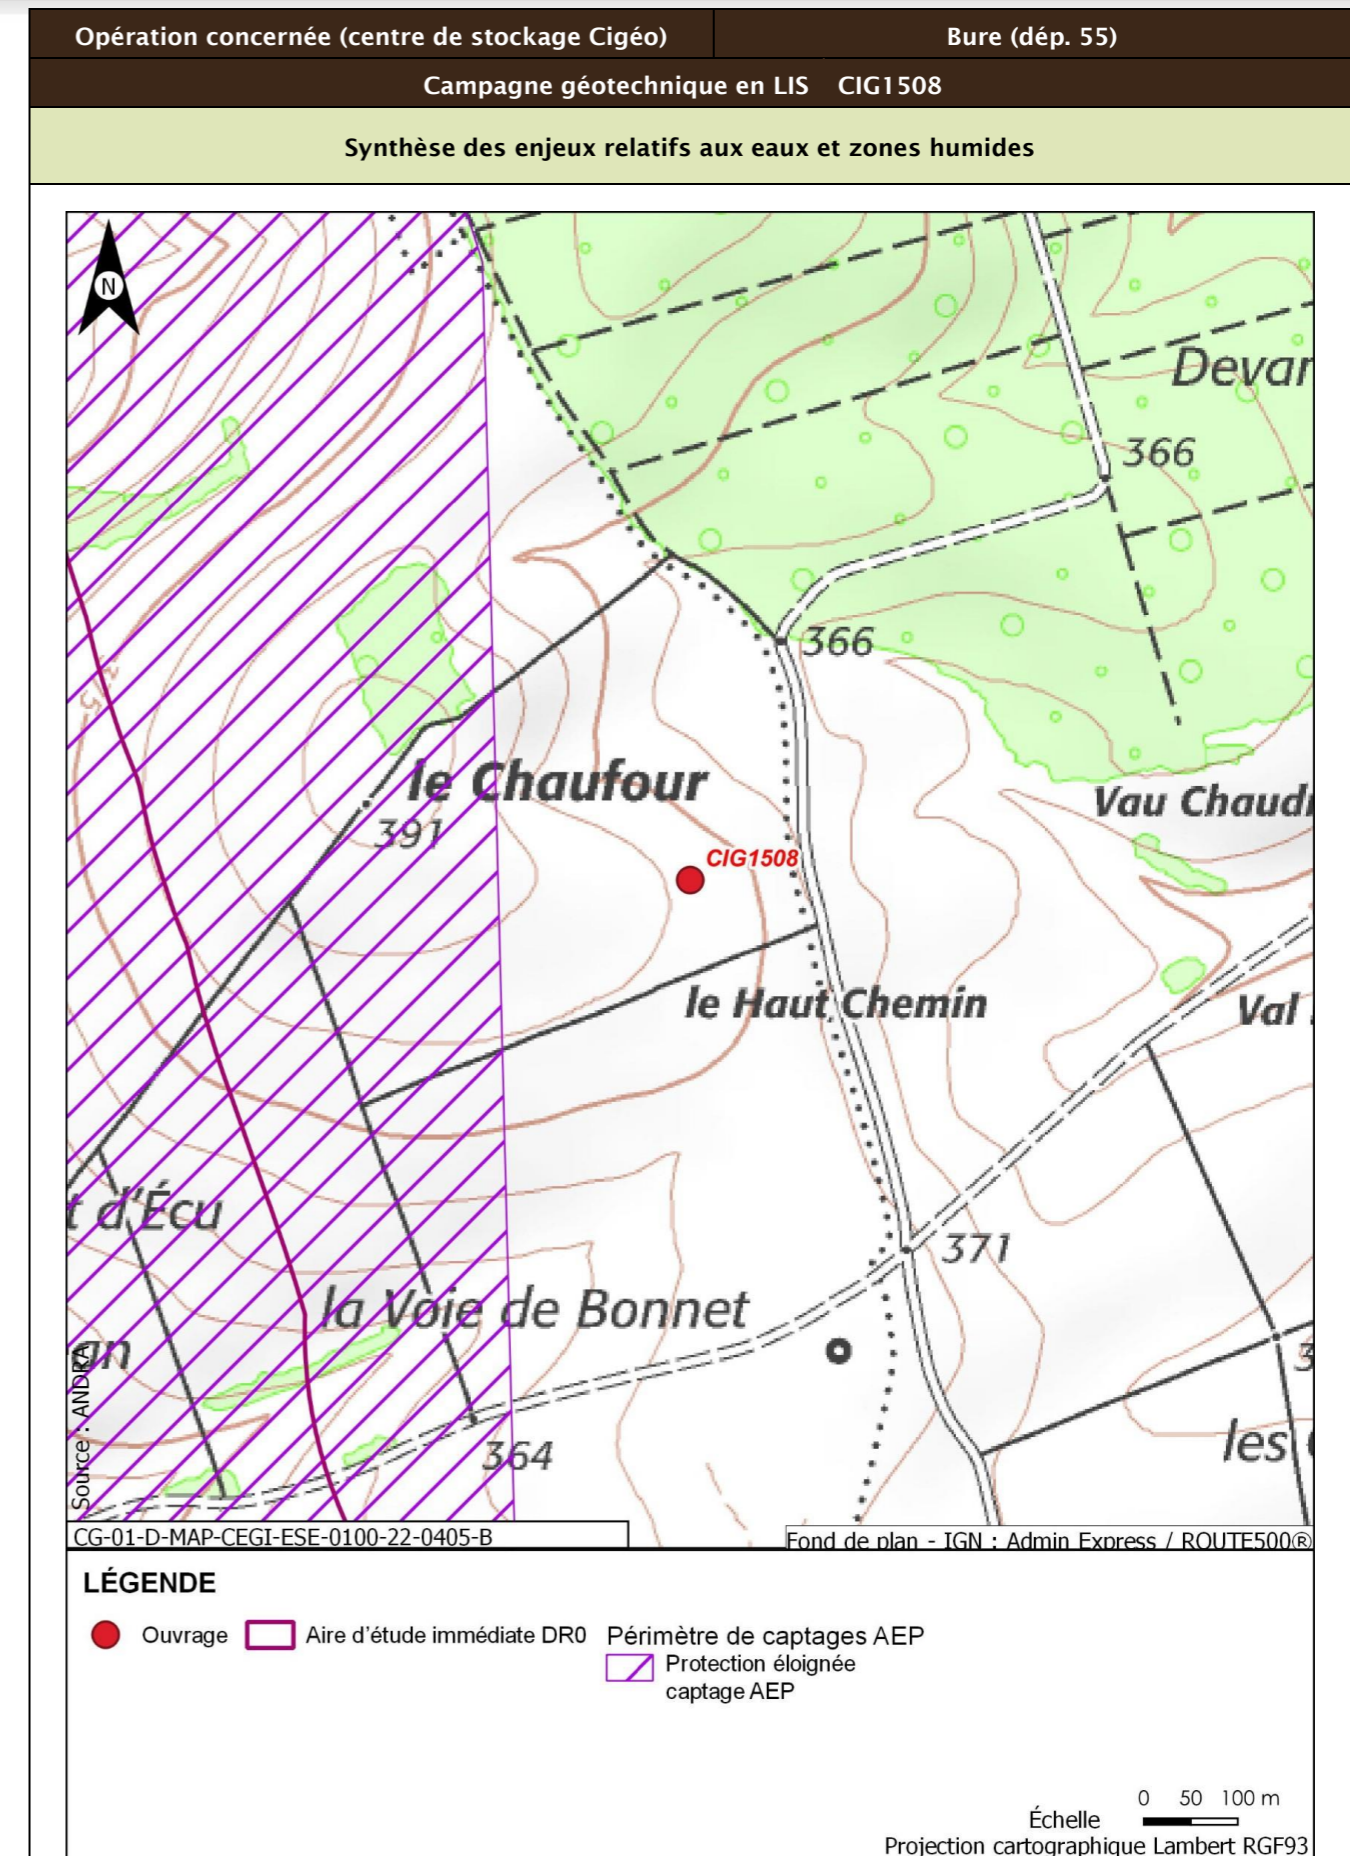 Opération concernée (centre de stockage Cigéo)
Bure (dép. 55)
Campagne géotechnique en LIS CIG1508
Synthèse des enjeux relatifs aux eaux et zones humides
N
Devar
366
366
le Chaufour
Vau Chaud
391
CIG1508
le Haut Chemin
Val
t d'Écu
371
la Voie de Bonnet
an
3
364
les
Source : ANDRA
CG-01-D-MAP-CEGI-ESE-0100-22-0405-B
Fond de plan - IGN : Admin Express / ROUTE500®
LÉGENDE
Ouvrage
Aire d'étude immédiate DR0
Périmètre de captages AEP
Protection éloignée
captage AEP
0 50 100 m
Échelle
Projection cartographique Lambert RGF93